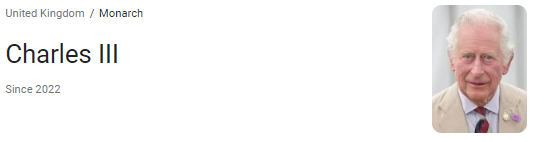 United Kingdom / Monarch
Charles III
Since 2022